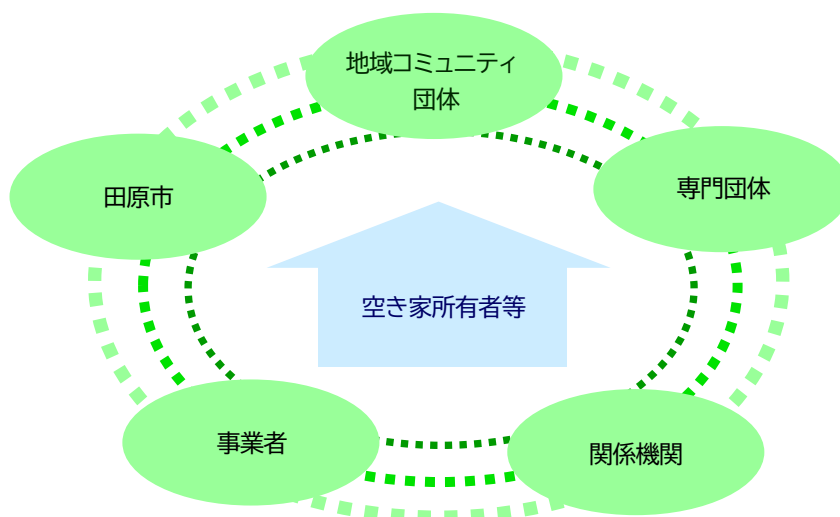 地域コミュニティ
団体
田原市
専門団体
空き家所有者等
事業者
関係機関